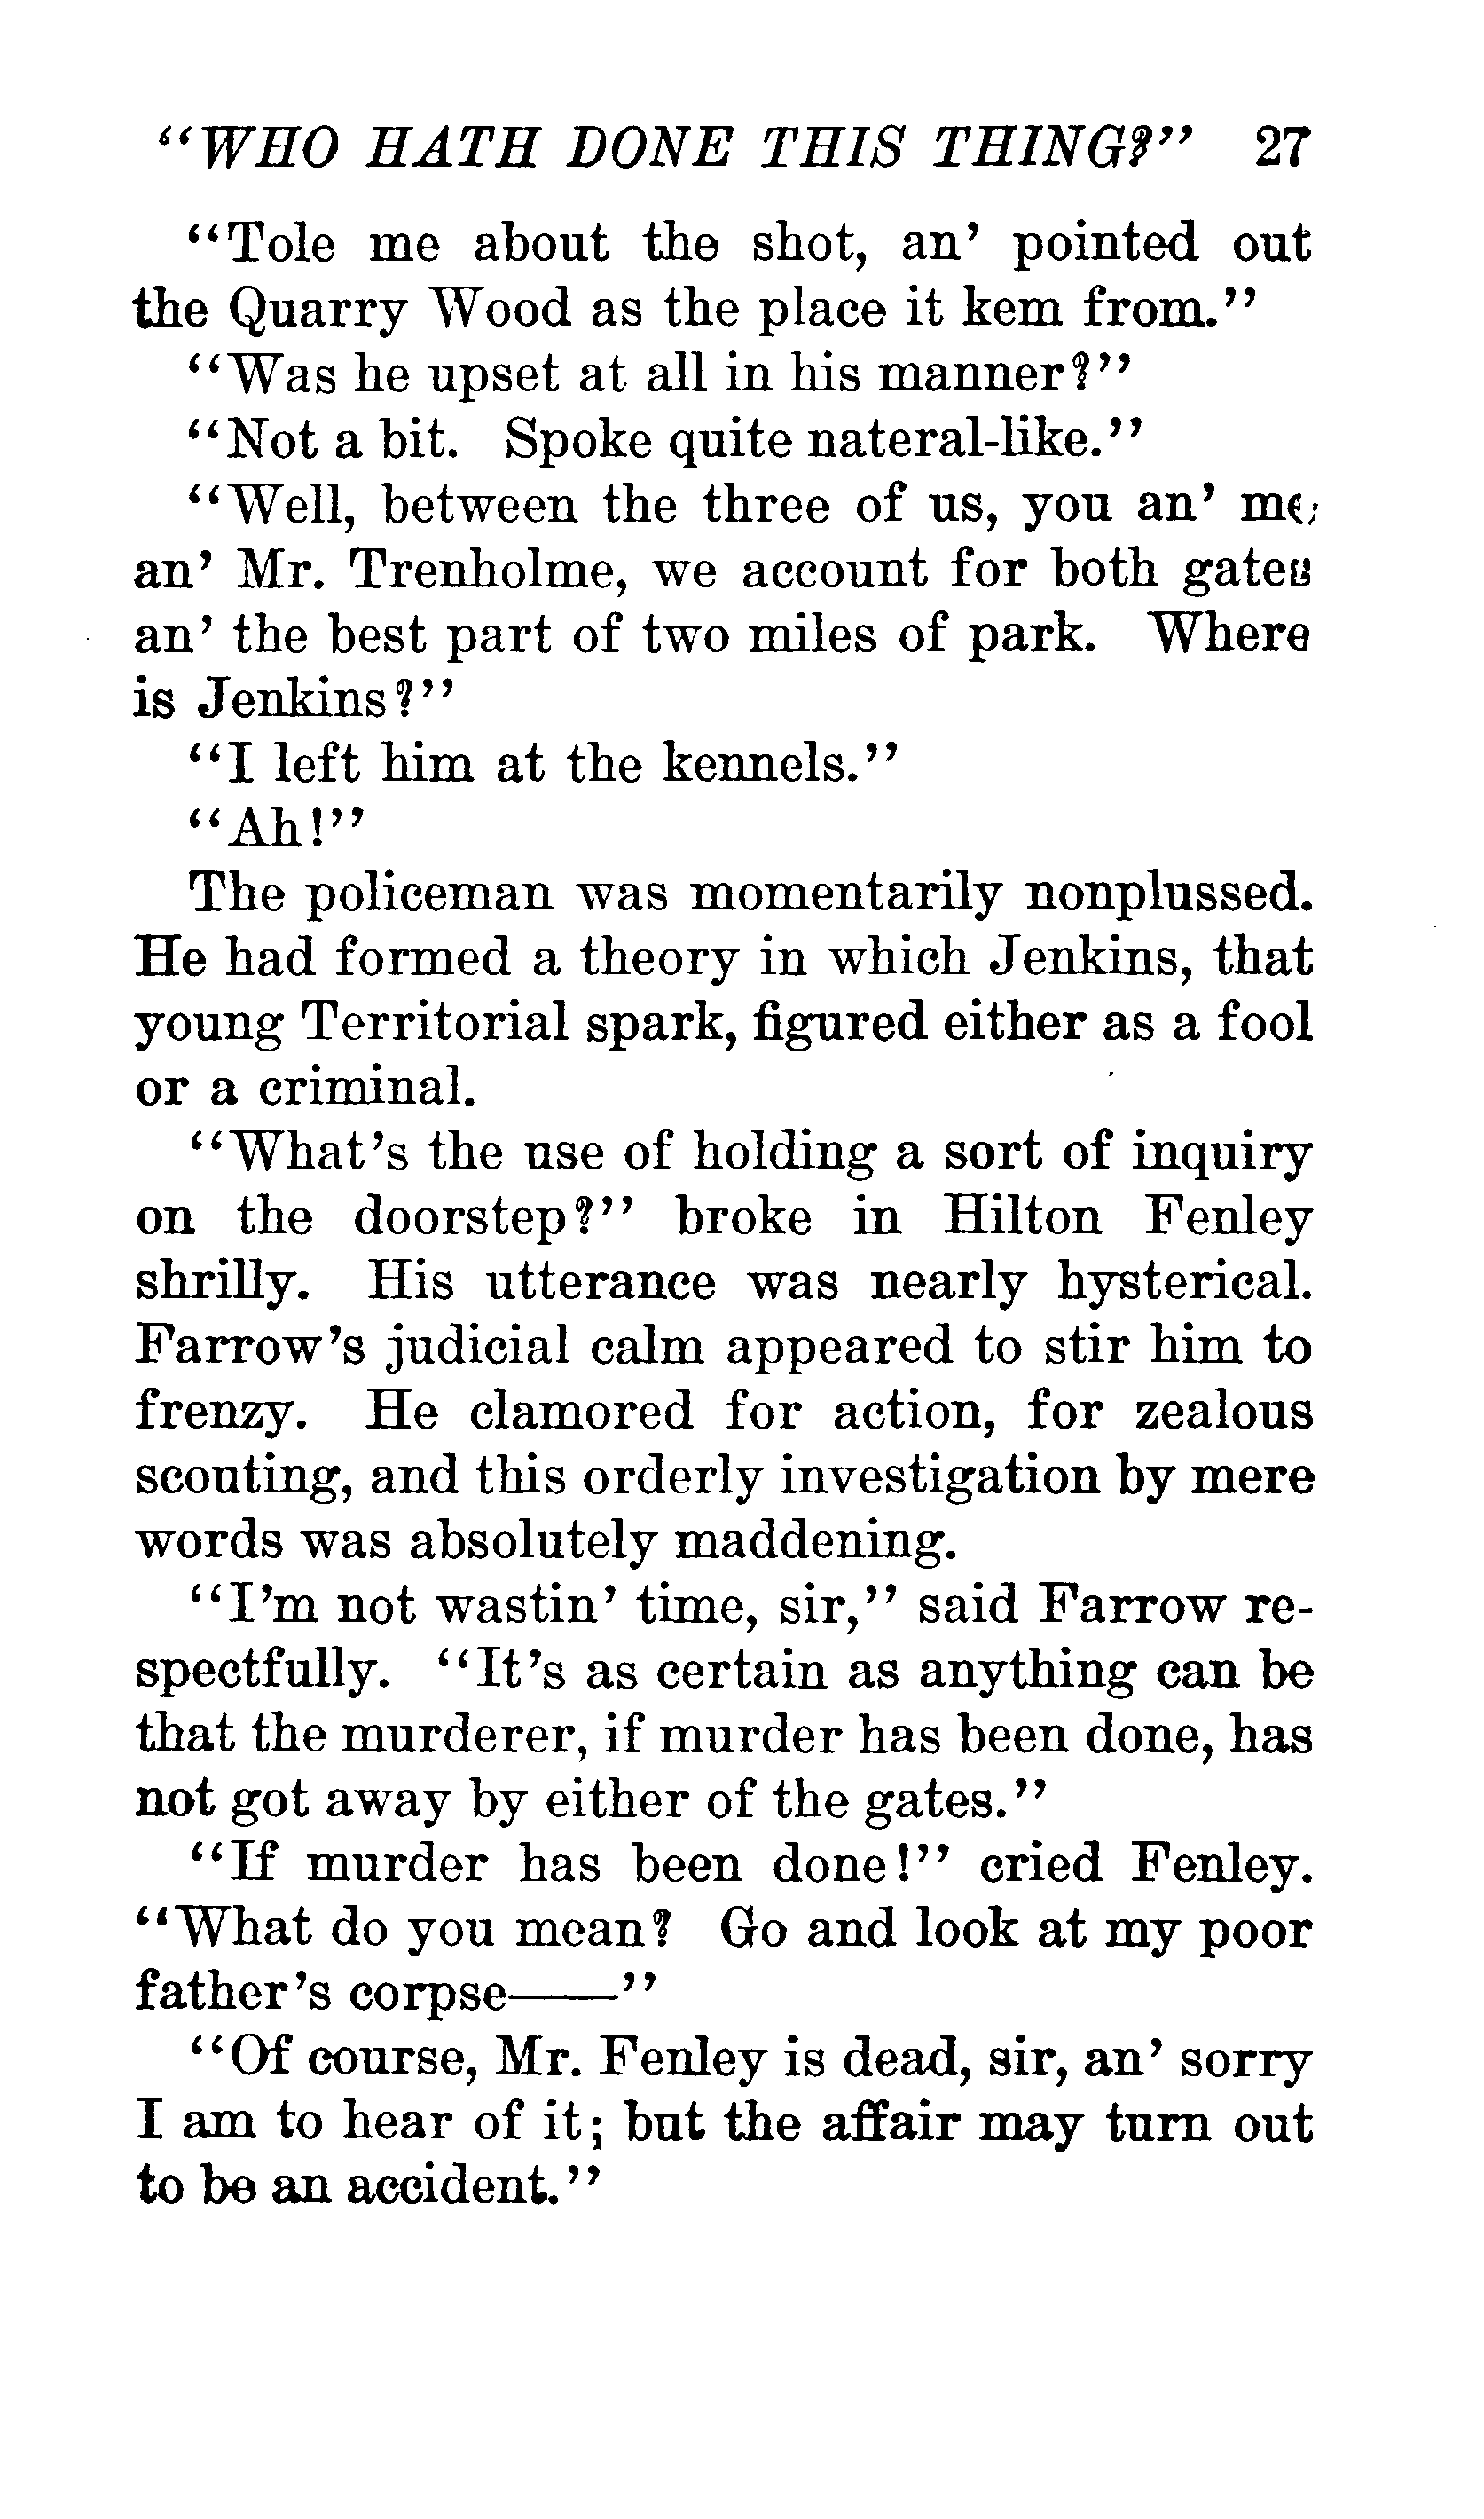 "WHO HATH DONE THIS THING?" 27
"Tole me about the shot, an' pointed out
the Quarry Wood as the place it kem from."
"Was he upset at all in his manner?"
"Not a bit. Spoke quite nateral-like."
"Well, between the three of us, you an' me,
an' Mr. Trenholme, we account for both gates
an' the best part of two miles of park. Where
is Jenkins?"
"I left him at the kennels."
"Ah!"
The policeman was momentarily nonplussed.
He had formed a theory in which Jenkins, that
young Territorial spark, figured either as a fool
or a criminal.
"What's the use of holding a sort of inquiry
on the doorstep?" broke in Hilton Fenley
shrilly. His utterance was nearly hysterical.
Farrow's judicial calm appeared to stir him to
frenzy. He clamored for action, for zealous
scouting, and this orderly investigation by mere
words was absolutely maddening.
"I'm not wastin' time, sir," said Farrow re-
spectfully. "It's as certain as anything can be
that the murderer, if murder has been done, has
not got away by either of the gates."
"If murder has been done!" cried Fenley.
"What do you mean? Go and look at my poor
father's corpse——"
"Of course, Mr. Fenley is dead, sir, an' sorry
I am to hear of it; but the affair may turn out
to be an accident."